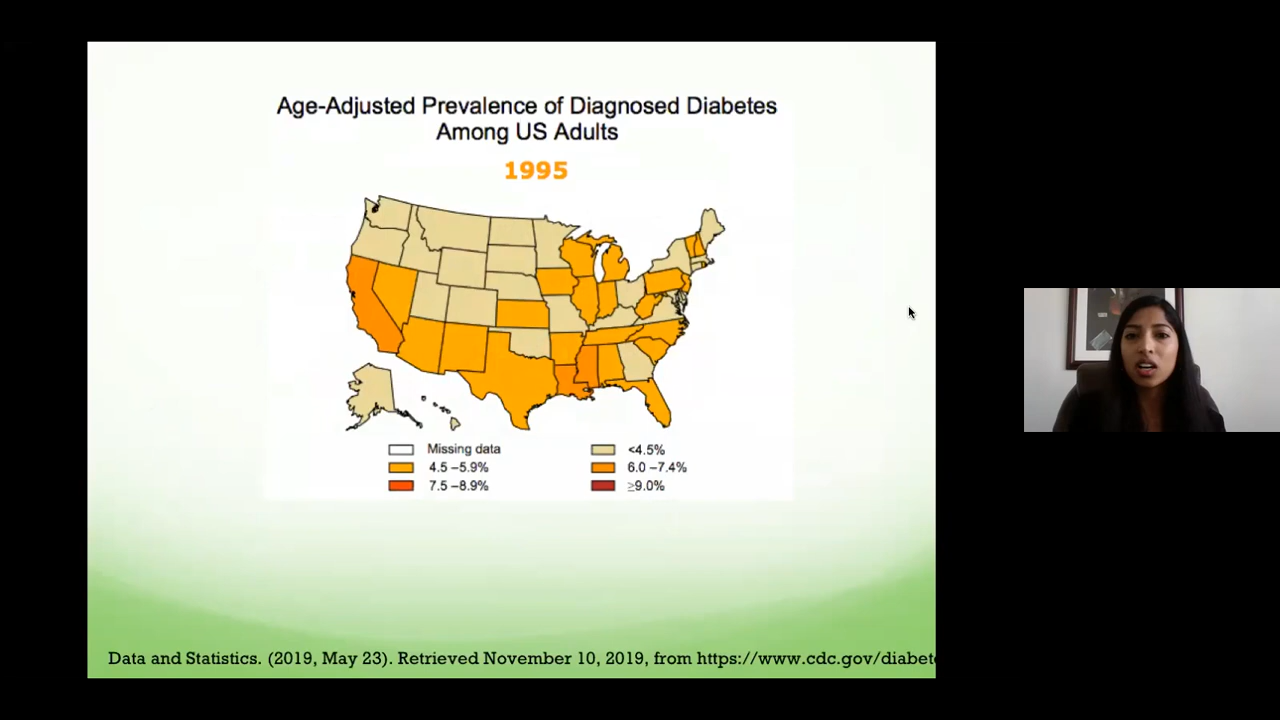 Age-Adjusted Prevalence of Diagnosed Diabetes
Among US Adults
1995
Missing data
<4.5%
4.5 –5.9%
6.0 –7.4%
7.5 –8.9%
≥9.0%
Data and Statistics. (2019, May 23). Retrieved November 10, 2019, from https://www.cdc.gov/diabet